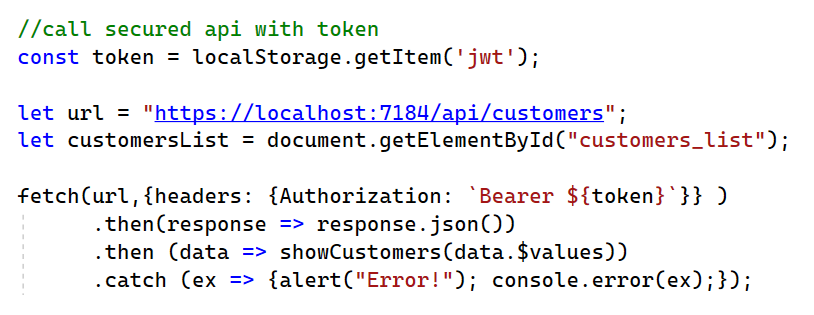 //call secured api with token
const token = localStorage.getItem('jwt');
let url = "https://localhost:7184/api/customers";
let customersList = document.getElementById("customers_list");
fetch(url,{headers: {Authorization: `Bearer ${token}`}} )
.then(response => response.json())
.then (data => showCustomers(data.$values))
.catch (ex => {alert("Error!"); console.error(ex);});